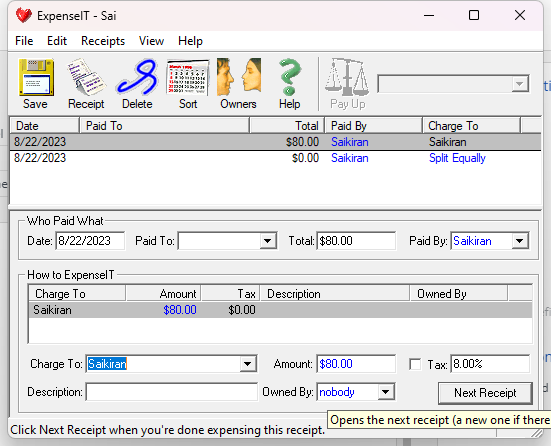 ExpenseIT - Sai
File Edit Receipts View Help
Save Receipt Delete Sort Owners Help Pay Up
Date Paid To Total Paid By Charge To
8/22/2023 $80.00 Saikiran Saikiran
8/22/2023 $0.00 Saikiran Split Equally
Who Paid What
Date: 8/22/2023 Paid To: Total: $80.00 Paid By: Saikiran
How to ExpenseIT
Charge To Amount Tax Description Owned By
Saikiran $80.00 $0.00
Charge To: Saikiran Amount: $80.00 Tax: 8.00%
Description: Owned By: nobody Next Receipt
Opens the next receipt (a new one if there
Click Next Receipt when you're done expensing this receipt.